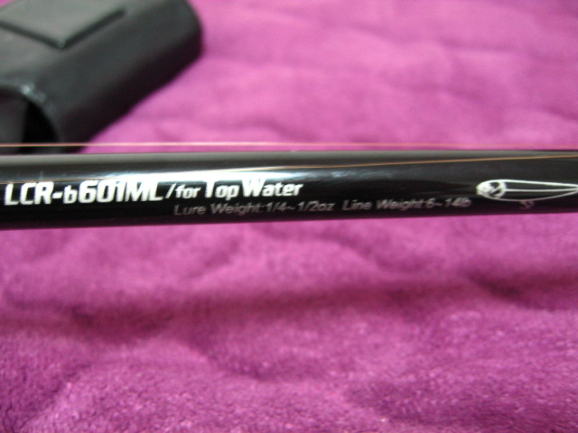 LCR-b601ML/for Top Water
Lure Weight:1/4~1/2oz Line Weight:6~14lb